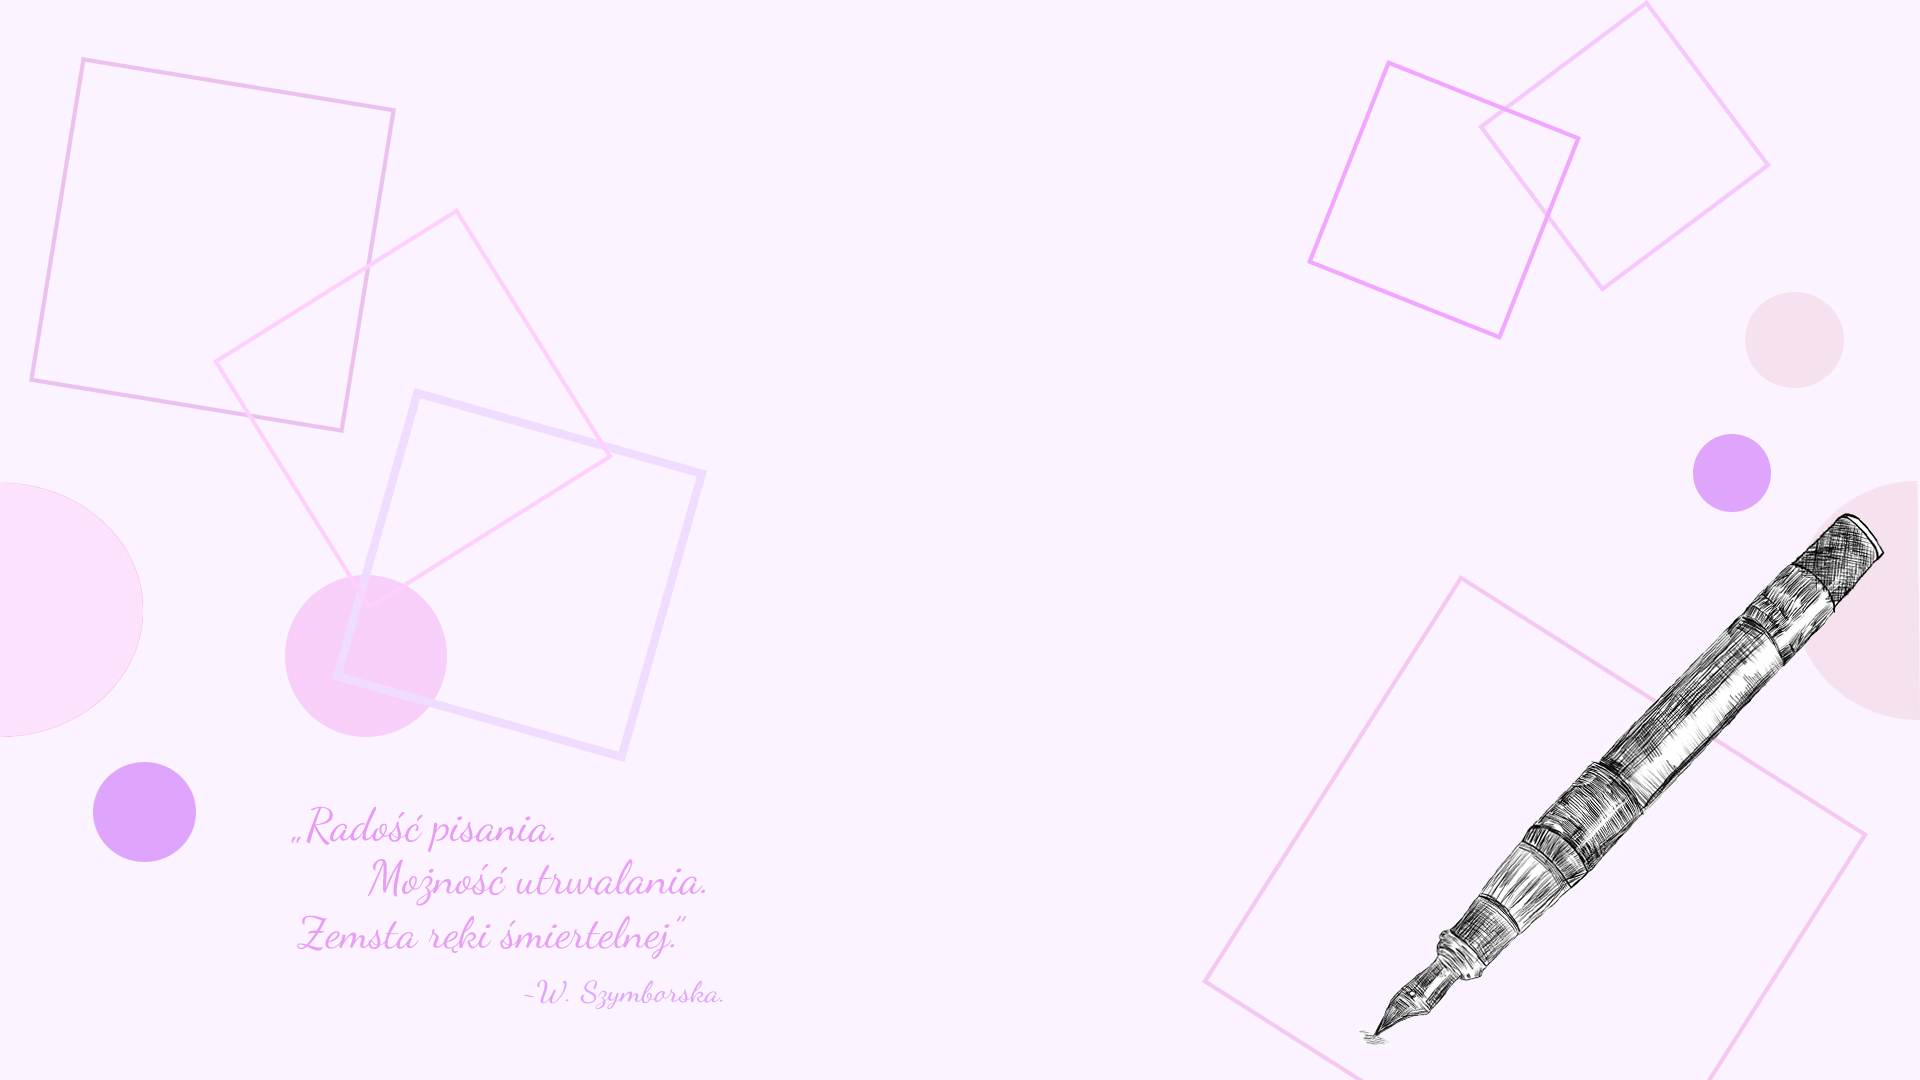 „Radość pisania.
Możność utrwalania.
Zemsta ręki śmiertelnej.”
~W. Szymborska.